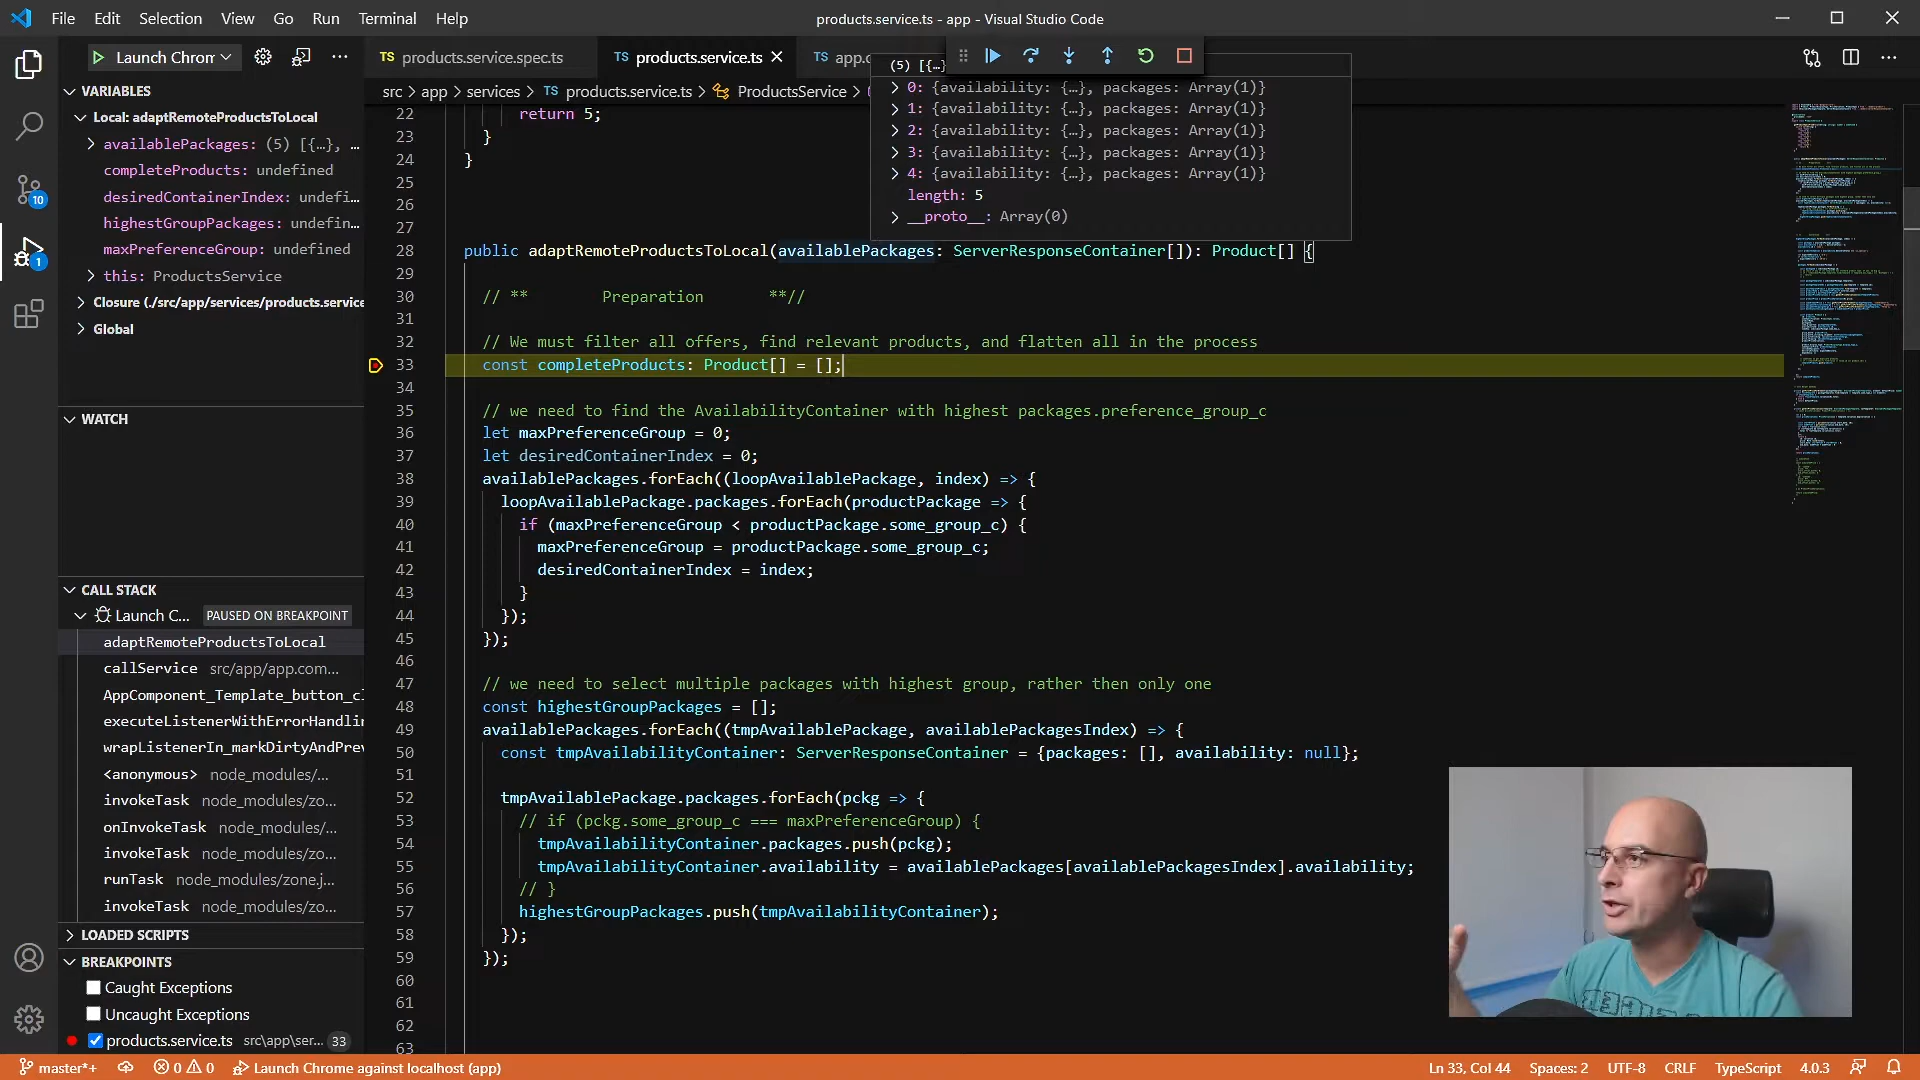 File Edit Selection View Go Run Terminal Help
products.service.ts - app - Visual Studio Code
Launch Chrom
TS products.service.spec.ts
TS products.service.ts
TS app.c
(5) [{…}
VARIABLES
src > app > services > TS products.service.ts > ProductsService >
0: {availability: {…}, packages: Array(1)}
1: {availability: {…}, packages: Array(1)}
2: {availability: {…}, packages: Array(1)}
3: {availability: {…}, packages: Array(1)}
4: {availability: {…}, packages: Array(1)}
length: 5
__proto__: Array(0)
Local: adaptRemoteProductsToLocal
availablePackages: (5) [{…}, …
completeProducts: undefined
desiredContainerIndex: undefi…
highestGroupPackages: undefin…
maxPreferenceGroup: undefined
this: ProductsService
Closure (./src/app/services/products.service
Global
WATCH
CALL STACK
Launch C... PAUSED ON BREAKPOINT
adaptRemoteProductsToLocal
callService src/app/app.com...
AppComponent_Template_button_cl
executeListenerWithErrorHandlin
wrapListenerIn_markDirtyAndPrev
<anonymous> node_modules/...
invokeTask node_modules/zo...
onInvokeTask node_modules/...
invokeTask node_modules/zo...
runTask node_modules/zone.j...
invokeTask node_modules/zo...
LOADED SCRIPTS
BREAKPOINTS
Caught Exceptions
Uncaught Exceptions
products.service.ts src\app\ser... 33
10
1
22 return 5;
23 }
24 }
25
26
27
28 public adaptRemoteProductsToLocal(availablePackages: ServerResponseContainer[]): Product[] {
29
30 // ** Preparation **//
31
32 // We must filter all offers, find relevant products, and flatten all in the process
33 const completeProducts: Product[] = [];
34
35 // we need to find the AvailabilityContainer with highest packages.preference_group_c
36 let maxPreferenceGroup = 0;
37 let desiredContainerIndex = 0;
38 availablePackages.forEach((loopAvailablePackage, index) => {
39 loopAvailablePackage.packages.forEach(productPackage => {
40 if (maxPreferenceGroup < productPackage.some_group_c) {
41 maxPreferenceGroup = productPackage.some_group_c;
42 desiredContainerIndex = index;
43 }
44 });
45 });
46
47 // we need to select multiple packages with highest group, rather then only one
48 const highestGroupPackages = [];
49 availablePackages.forEach((tmpAvailablePackage, availablePackagesIndex) => {
50 const tmpAvailabilityContainer: ServerResponseContainer = {packages: [], availability: null};
51
52 tmpAvailablePackage.packages.forEach(pckg => {
53 // if (pckg.some_group_c === maxPreferenceGroup) {
54 tmpAvailabilityContainer.packages.push(pckg);
55 tmpAvailabilityContainer.availability = availablePackages[availablePackagesIndex].availability;
56 // }
57 highestGroupPackages.push(tmpAvailabilityContainer);
58 });
59 });
60
61
62
63
master*+ 0 0 Launch Chrome against localhost (app)
Ln 33, Col 44 Spaces: 2 UTF-8 CRLF TypeScript 4.0.3